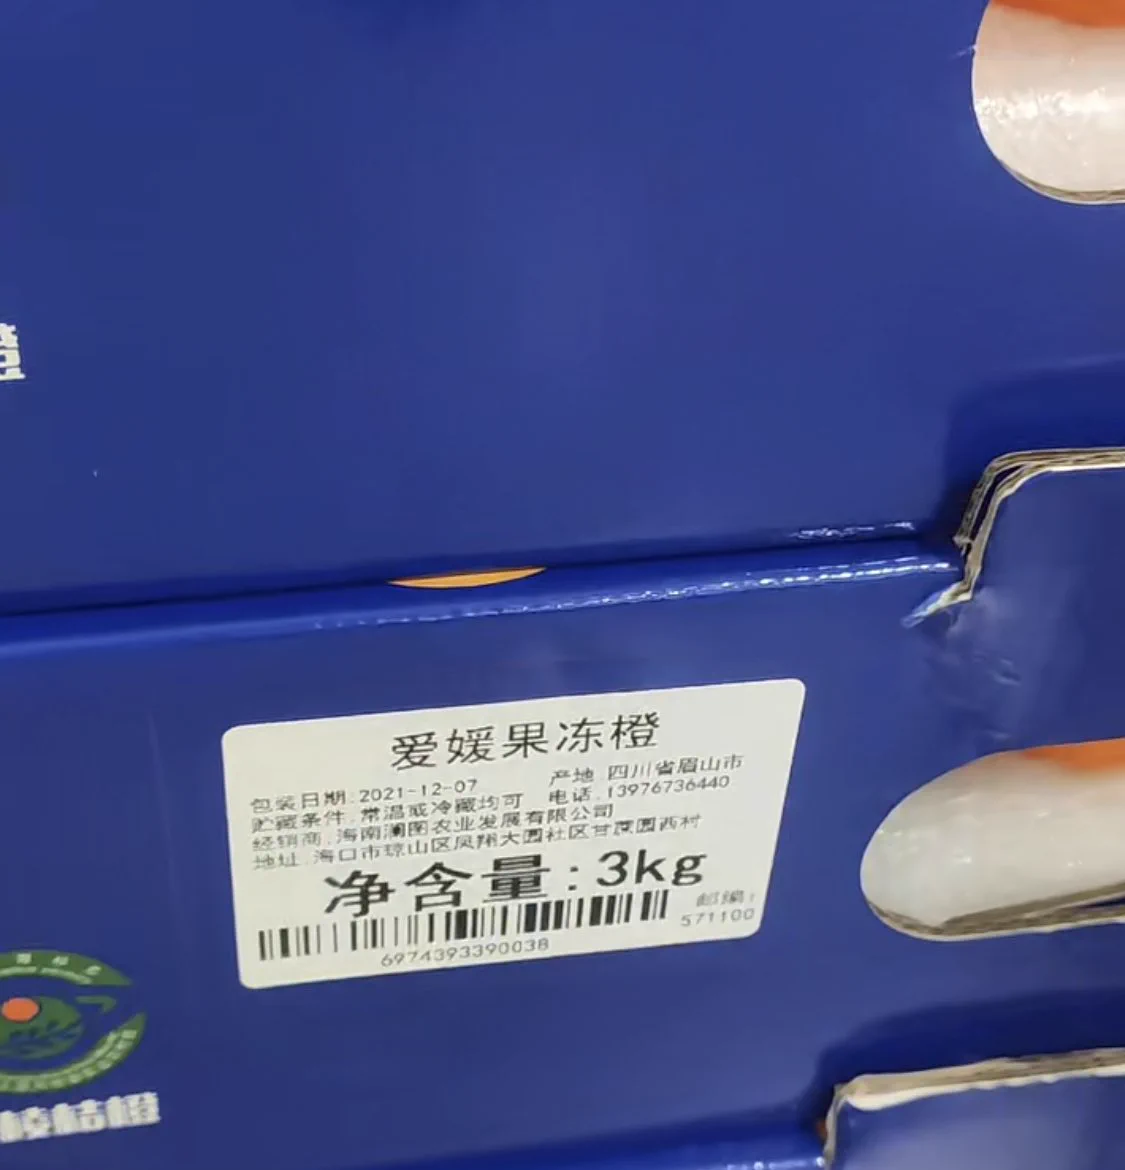 橙
爱媛果冻橙
包装日期:2021-12-07 产地:四川省眉山市
贮藏条件:常温或冷藏均可 电话:13976736440
经销商:海南澜图农业发展有限公司
地址:海口市琼山区凤翔大园社区甘蔗园西村
净含量:3kg
邮编:
571100
6974393390038
桔橙